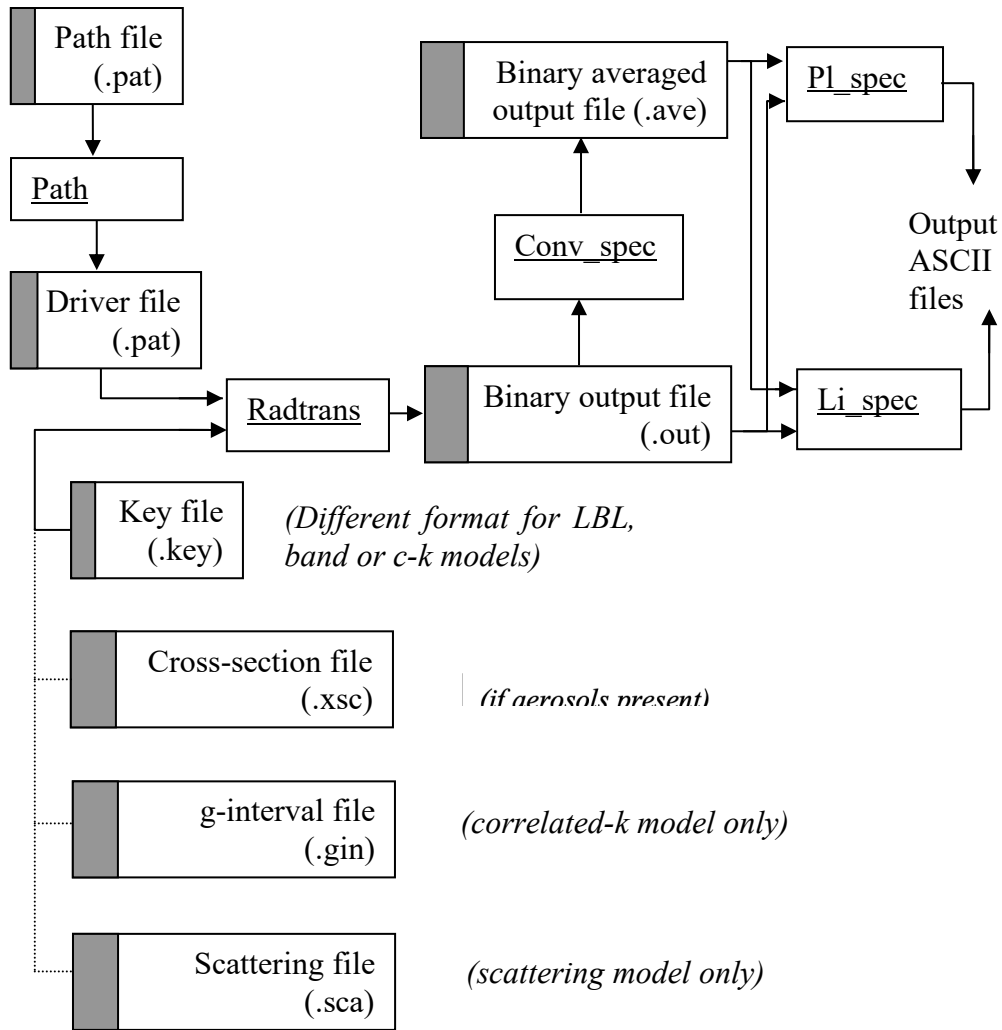 Path file
(.pat)
Path
Driver file
(.pat)
Binary averaged
output file (.ave)
Pl_spec
Conv_spec
Output
ASCII
files
Radtrans
Binary output file
(.out)
Li_spec
Key file
(.key)
(Different format for LBL,
band or c-k models)
Cross-section file
(.xsc)
(if aerosols present)
g-interval file
(.gin)
(correlated-k model only)
Scattering file
(.sca)
(scattering model only)